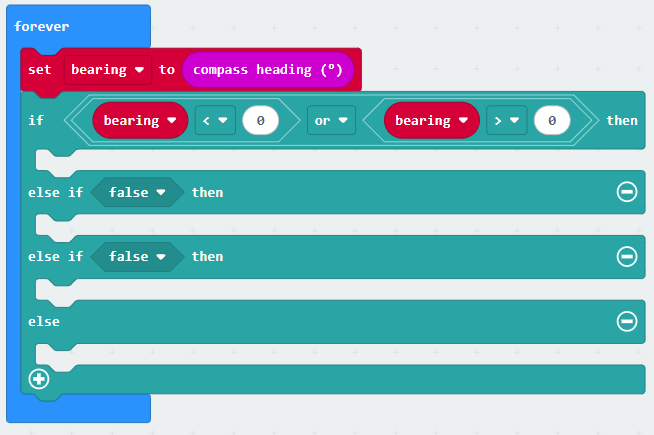 forever
set bearing to compass heading (°)
if bearing < 0 or bearing > 0 then
else if false then
else if false then
else